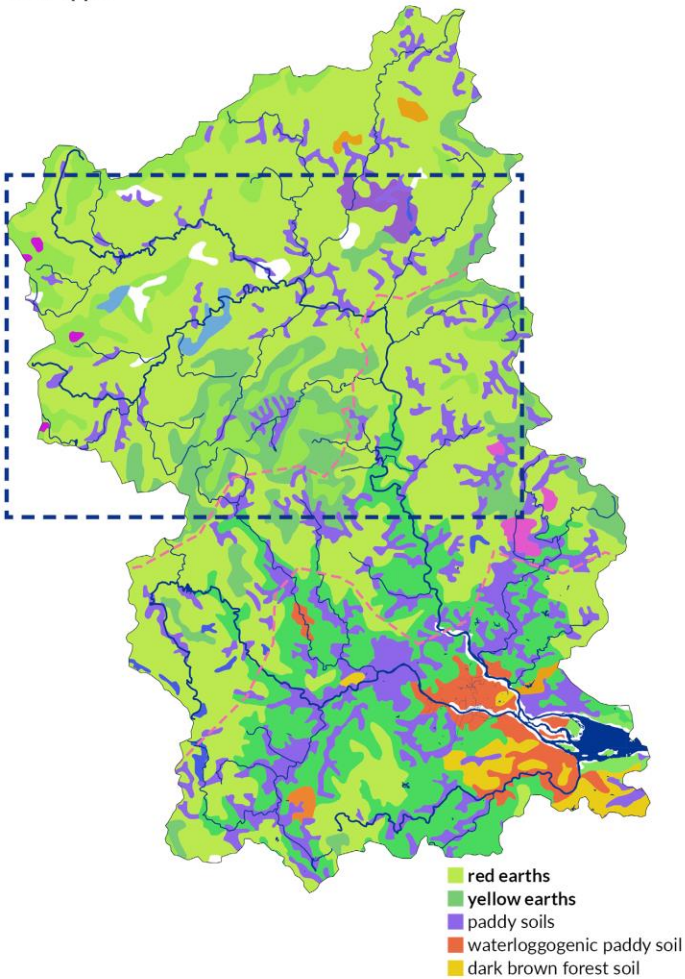 red earths
yellow earths
paddy soils
waterloggogenic paddy soil
dark brown forest soil